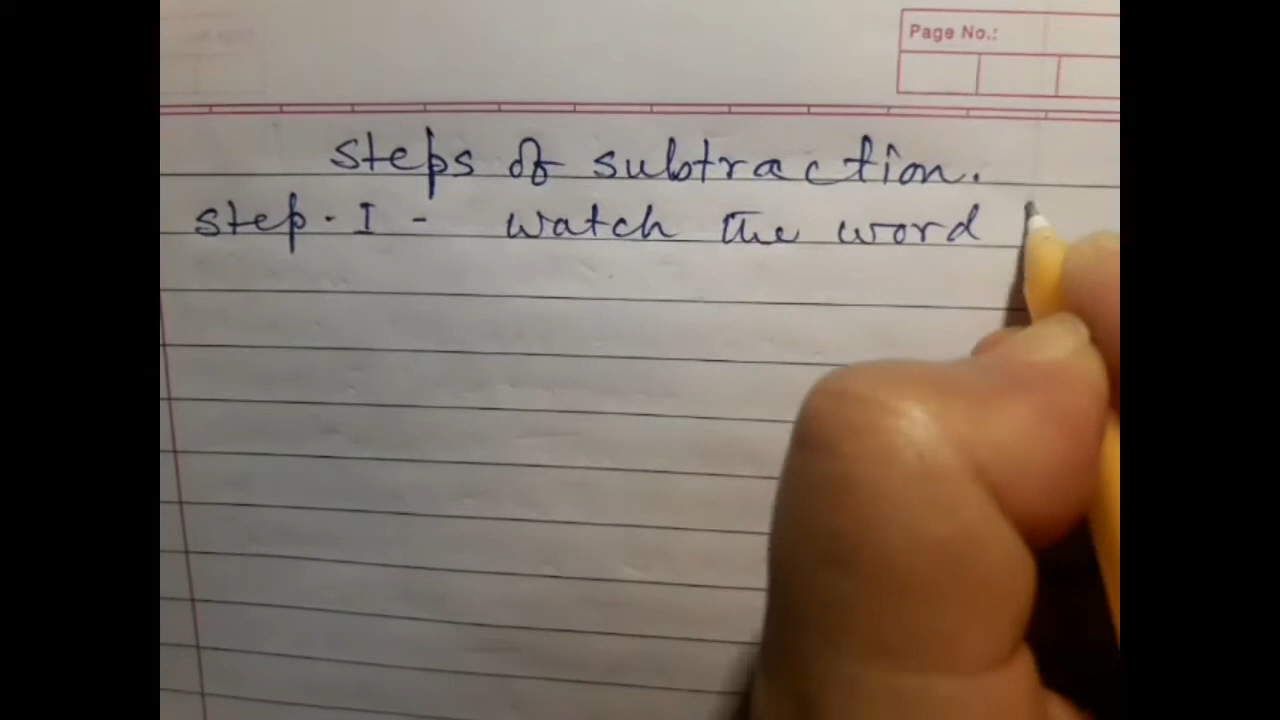 Page No.:
steps of subtraction.
step. I - watch the word